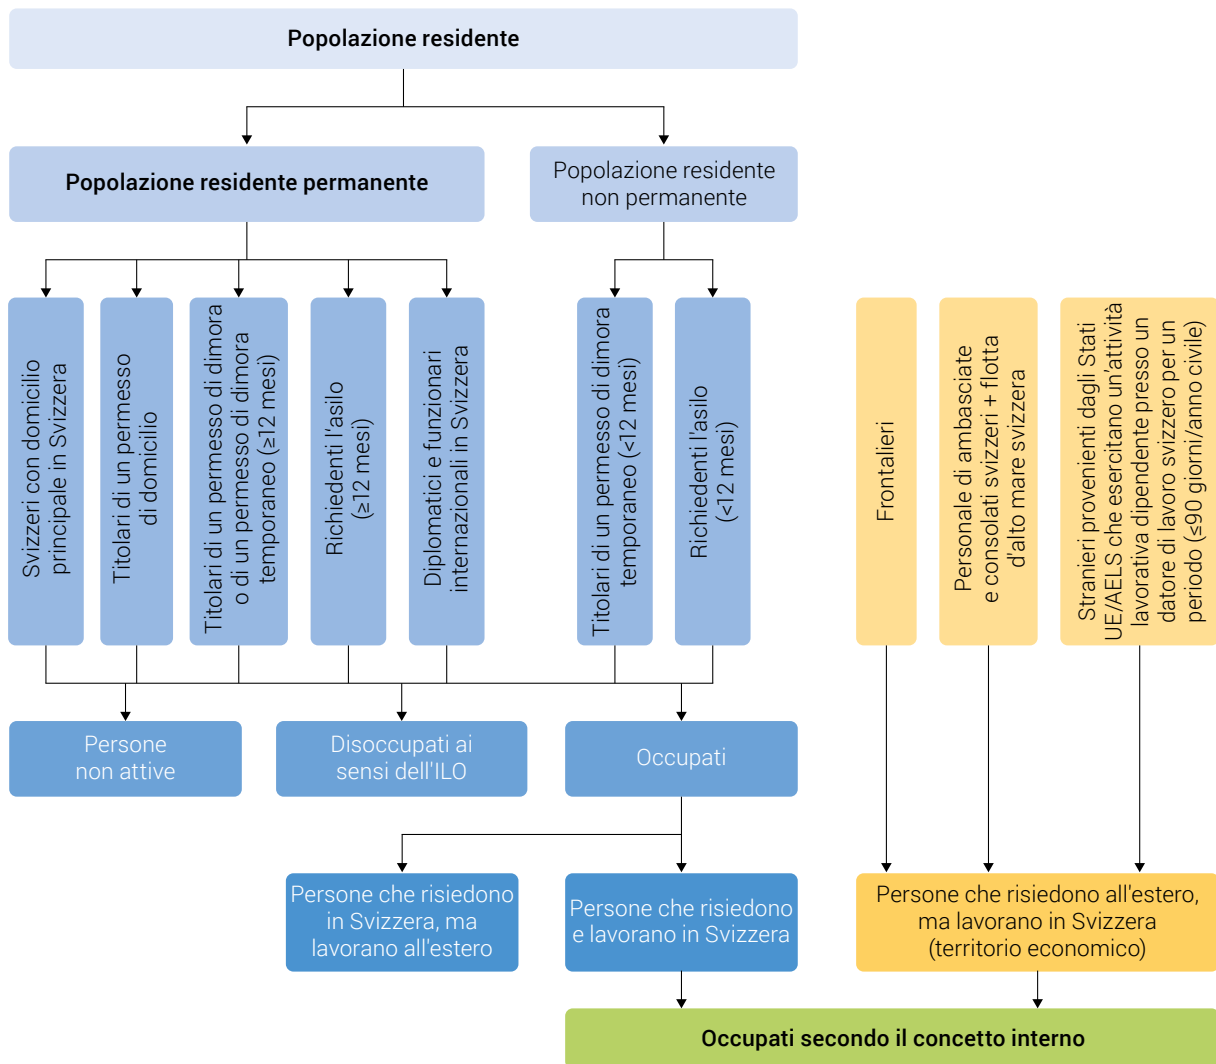 Popolazione residente
Popolazione residente permanente
Popolazione residente
non permanente
Svizzeri con domicilio
principale in Svizzera
Titolari di un permesso
di domicilio
Titolari di un permesso di dimora
o di un permesso di dimora
temporaneo (≥12 mesi)
Richiedenti l'asilo
(≥12 mesi)
Diplomatici e funzionari
internazionali in Svizzera
Titolari di un permesso di dimora
temporaneo (<12 mesi)
Richiedenti l'asilo
(<12 mesi)
Frontalieri
Personale di ambasciate
e consolati svizzeri + flotta
d'alto mare svizzera
Stranieri provenienti dagli Stati
UE/AELS che esercitano un'attività
lavorativa dipendente presso un
datore di lavoro svizzero per un
periodo (≤90 giorni/anno civile)
Persone
non attive
Disoccupati ai
sensi dell'ILO
Occupati
Persone che risiedono
in Svizzera, ma
lavorano all'estero
Persone che risiedono
e lavorano in Svizzera
Persone che risiedono all'estero,
ma lavorano in Svizzera
(territorio economico)
Occupati secondo il concetto interno